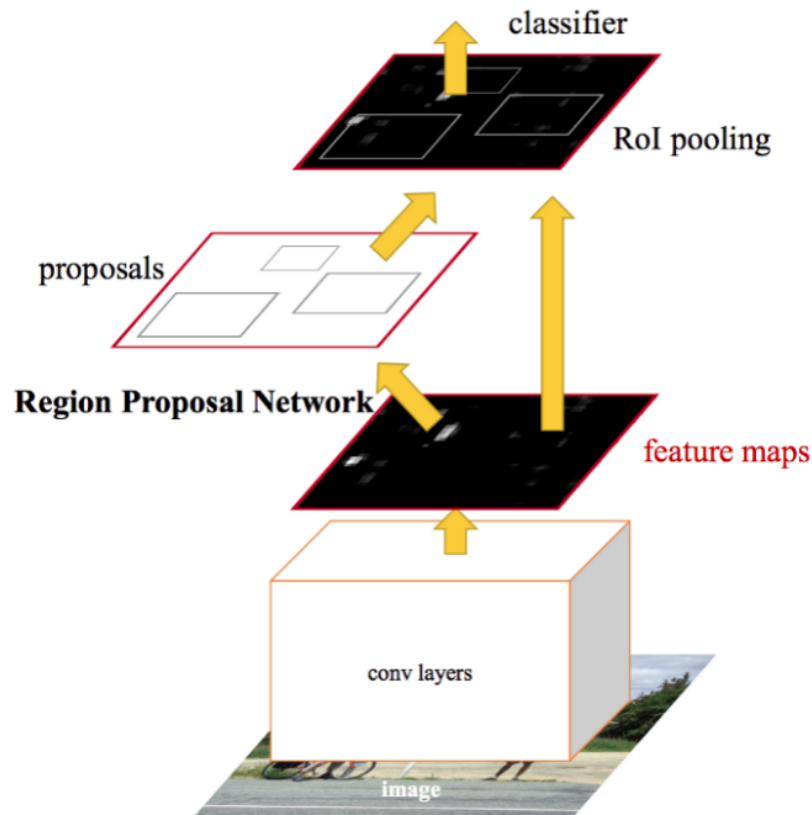 classifier
RoI pooling
proposals
Region Proposal Network
feature maps
conv layers
image